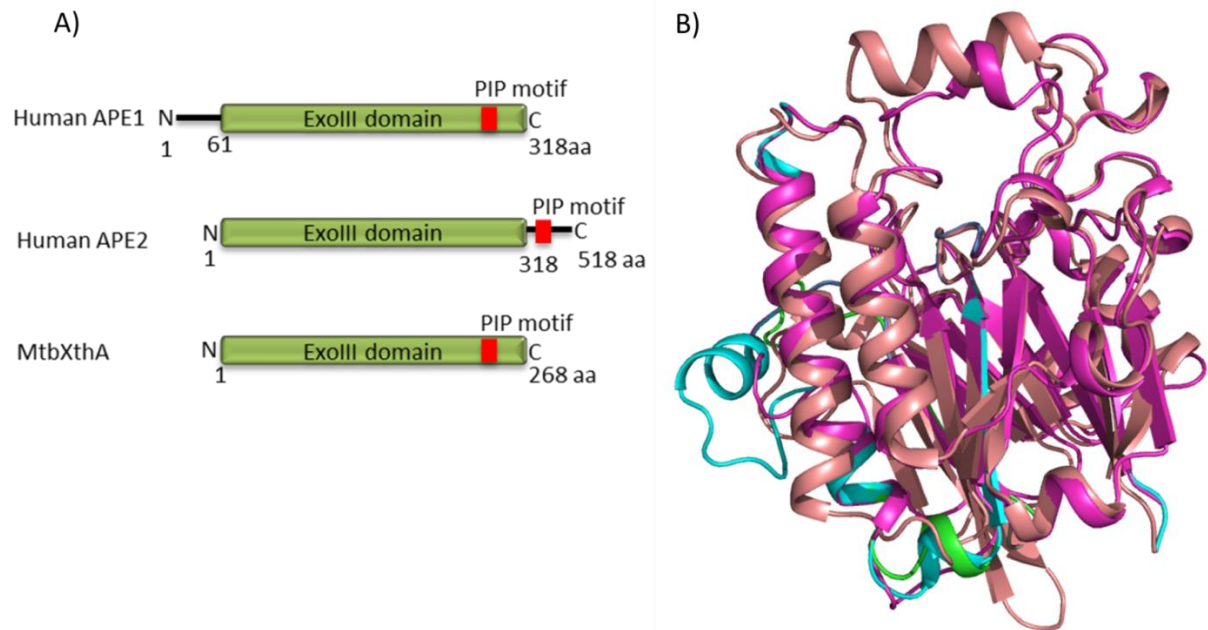 A)
B)
PIP motif
Human APE1 N ExoIII domain C
1 61 318aa
PIP motif
Human APE2 N ExoIII domain C
1 318 518 aa
PIP motif
MtbXthA N ExoIII domain C
1 268 aa